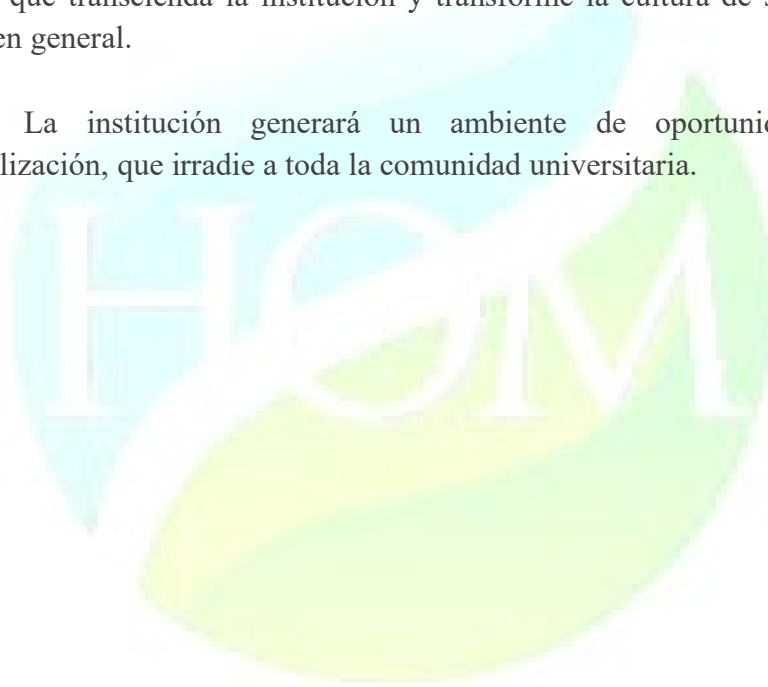 que transcienda la institución y transforme la cultura de
en general.
La institución generará un ambiente de
lización, que irradie a toda la comunidad universitaria.
HOM